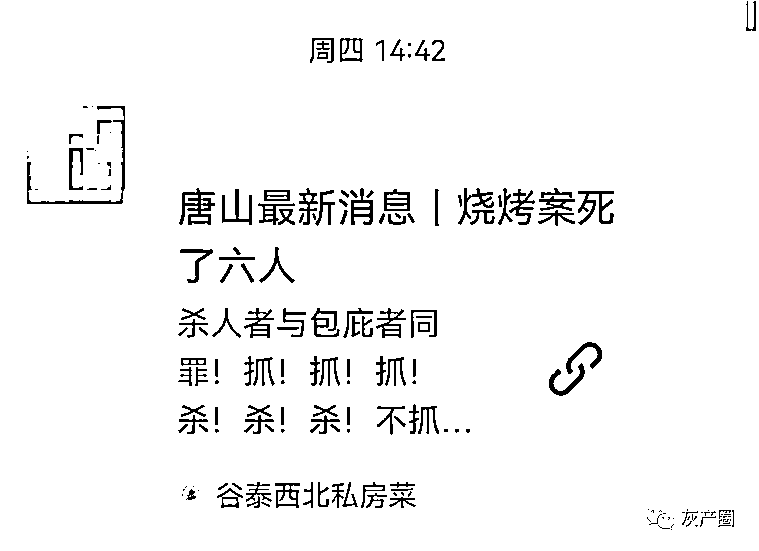 周四 14:42
唐山最新消息｜烧烤案死
了六人
杀人者与包庇者同
罪！抓！抓！抓！
杀！杀！杀！不抓...
谷泰西北私房菜
灰产圈